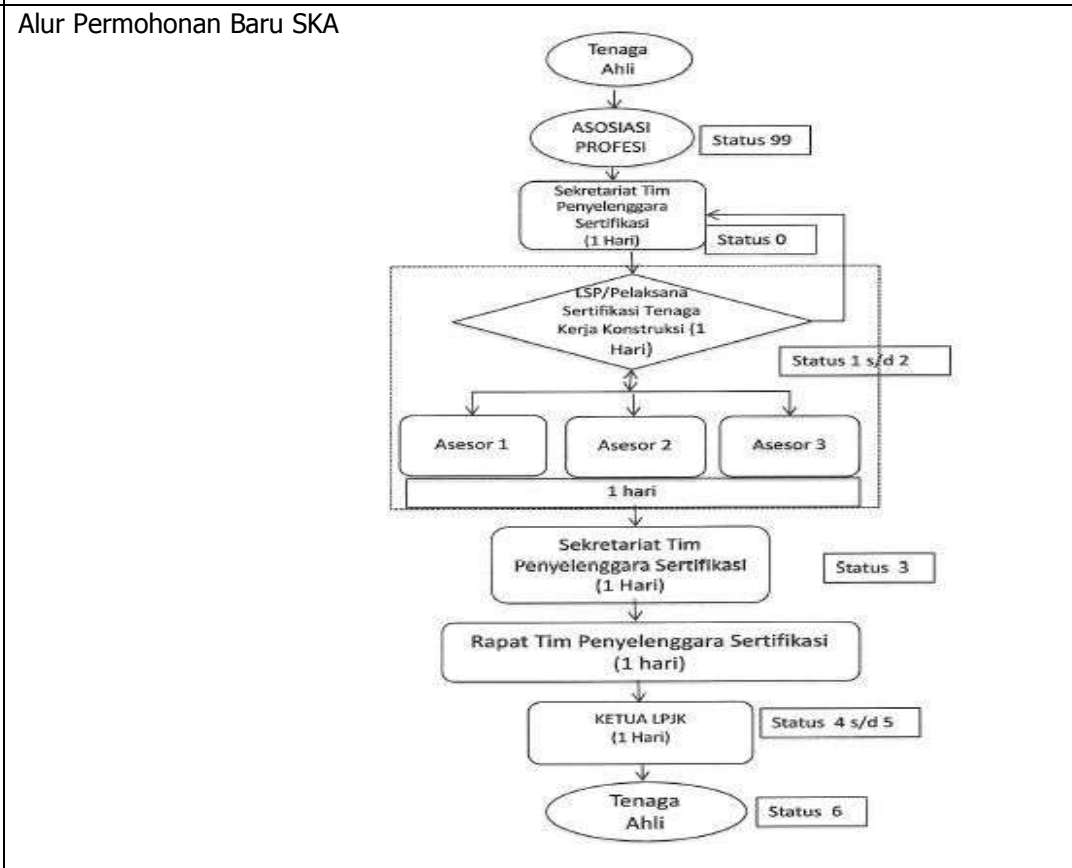 Alur Permohonan Baru SKA
Tenaga
Ahli
ASOSIASI
PROFESI
Status 99
Sekretariat Tim
Penyelenggara
Sertifikasi
(1 Hari)
Status 0
LSP/Pelaksana
Sertifikasi Tenaga
Kerja Konstruksi (1
Hari)
Status 1 s/d 2
Asesor 1
Asesor 2
Asesor 3
1 hari
Sekretariat Tim
Penyelenggara Sertifikasi
(1 Hari)
Status 3
Rapat Tim Penyelenggara Sertifikasi
(1 hari)
KETUA LPJK
(1 Hari)
Status 4 s/d 5
Tenaga
Ahli
Status 6